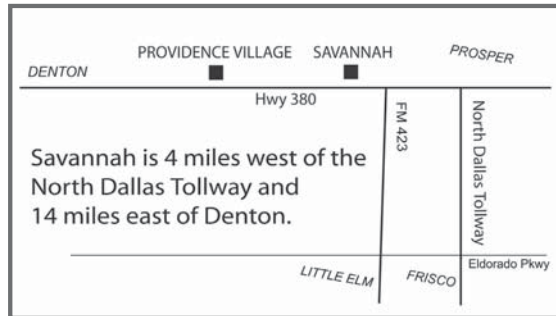 PROVIDENCE VILLAGE
SAVANNAH
PROSPER
DENTON
Hwy 380
FM 423
North Dallas Tollway
Savannah is 4 miles west of the
North Dallas Tollway and
14 miles east of Denton.
Eldorado Pkwy
LITTLE ELM
FRISCO